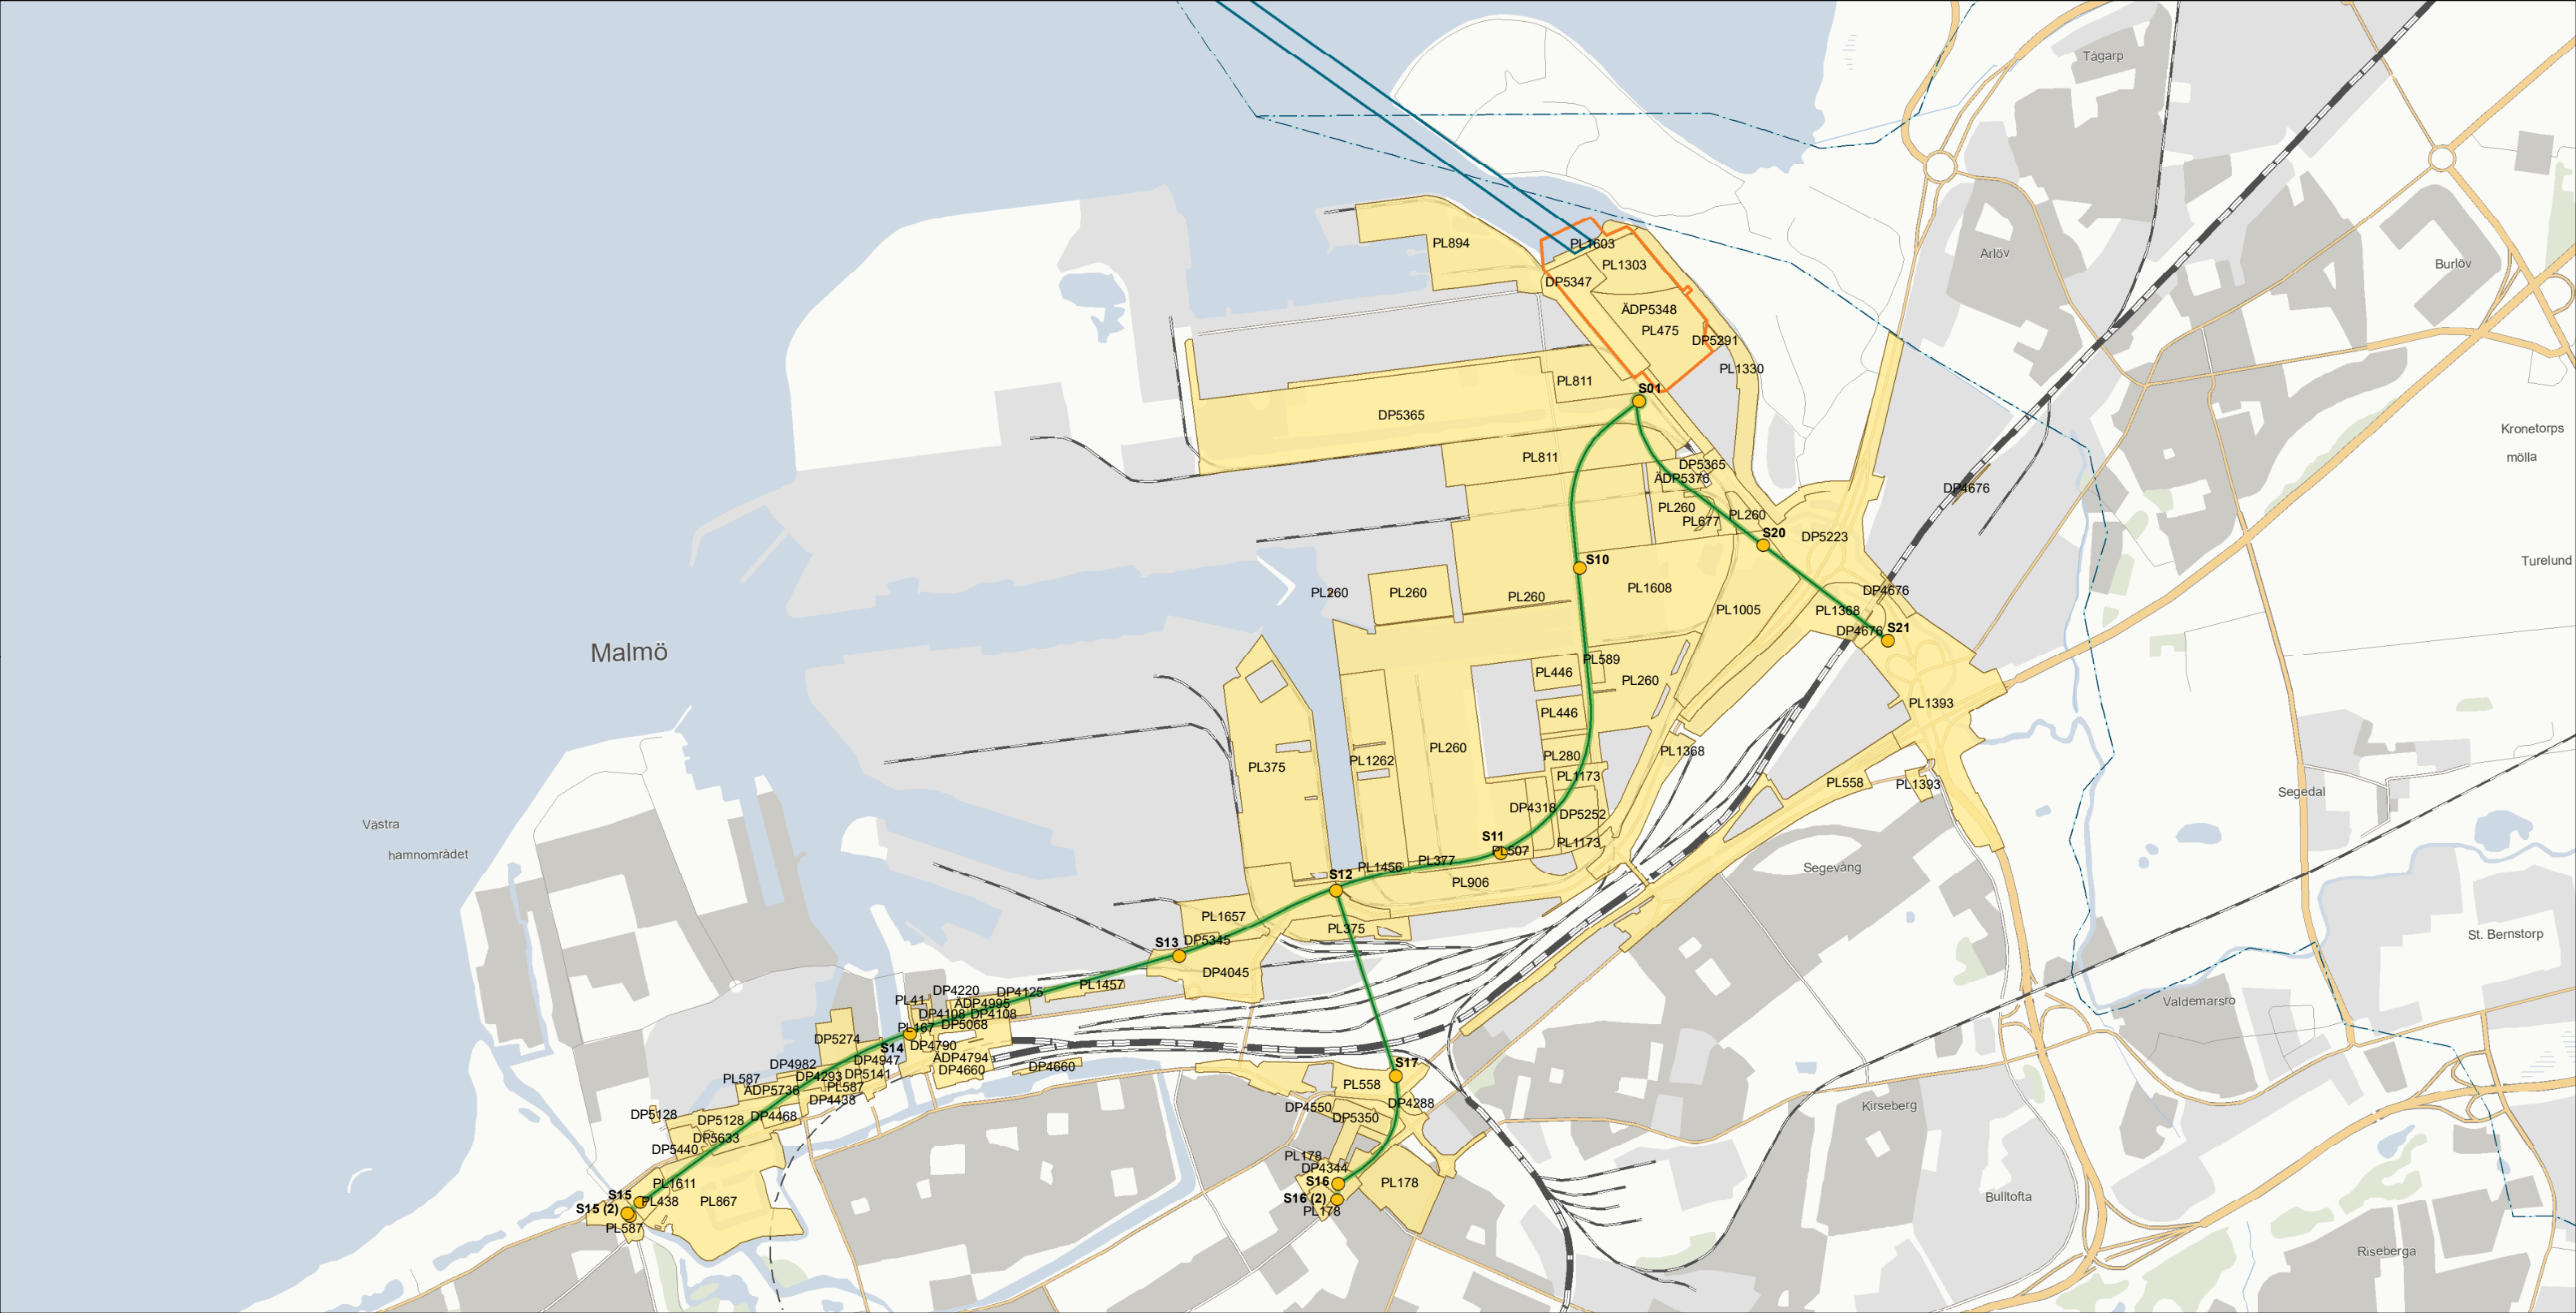 Tågarp
PL894
PL1603
Arlöv
Burlöv
PL1303
DP5347
ÄDP5348
PL475
DP5291
PL1330
PL811
S01
DP5365
Kronetorps
mölla
PL811
DP5365
ÄDP5376
DP4676
PL260
PL677
PL260
S20
DP5223
S10
Turelund
PL260
PL260
PL260
PL1608
DP4676
PL1005
PL1368
DP4676
S21
Malmö
PL589
PL446
PL260
PL1393
PL446
PL260
PL1368
PL280
PL1262
PL375
PL1173
PL558
PL1393
Segedal
DP4318
DP5252
Västra
hamnområdet
S11
PL507
PL1173
PL1456
PL377
Segevång
S12
PL906
PL1657
PL375
St. Bernstorp
S13
DP5345
DP4045
PL1457
DP4220
DP4125
PL41
ÄDP4995
Valdemarsro
DP4108
DP4108
PL167
DP5068
DP5274
S14
DP4790
DP4982
DP4947
ÄDP4794
DP4660
DP4660
S17
PL587
DP4293
DP5141
PL558
ÄDP5736
PL587
DP4438
DP4550
DP4288
Kirseberg
DP5128
DP5128
DP4468
DP5350
DP5633
DP5440
PL178
DP4344
PL1611
S16
PL178
S15
PL438
PL867
S16 (2)
Bulltofta
S15 (2)
PL178
PL587
Riseberga